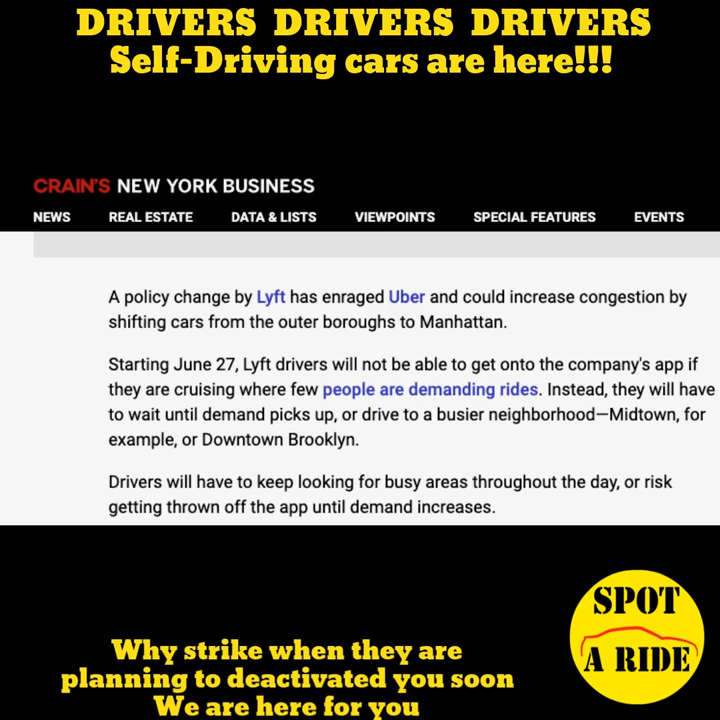 DRIVERS DRIVERS DRIVERS
Self-Driving cars are here!!!
CRAIN'S NEW YORK BUSINESS
NEWS REAL ESTATE DATA & LISTS VIEWPOINTS SPECIAL FEATURES EVENTS
A policy change by Lyft has enraged Uber and could increase congestion by
shifting cars from the outer boroughs to Manhattan.
Starting June 27, Lyft drivers will not be able to get onto the company's app if
they are cruising where few people are demanding rides. Instead, they will have
to wait until demand picks up, or drive to a busier neighborhood—Midtown, for
example, or Downtown Brooklyn.
Drivers will have to keep looking for busy areas throughout the day, or risk
getting thrown off the app until demand increases.
Why strike when they are
planning to deactivated you soon
We are here for you
SPOT
A RIDE